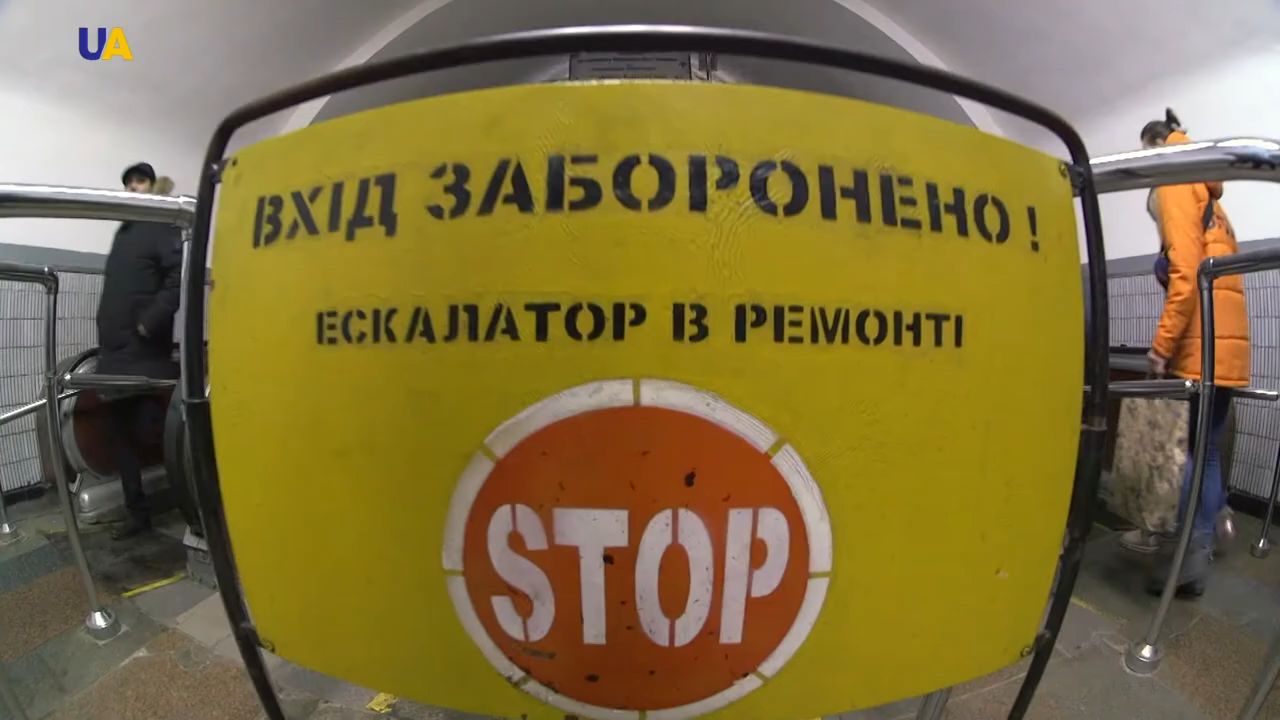 UA
ВХІД ЗАБОРОНЕНО !
ЕСКАЛАТОР В РЕМОНТІ
STOP